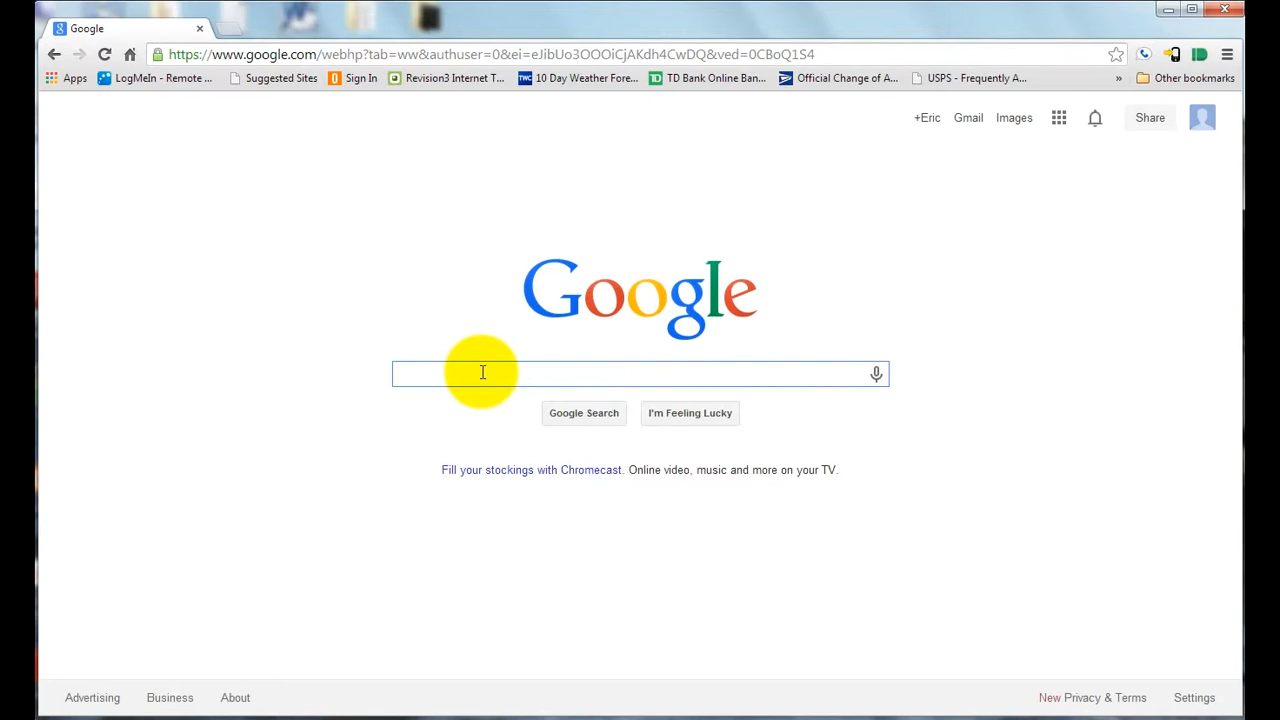 Google
https://www.google.com/webhp?tab=ww&authuser=0&ei=eJibUo3OOOiCjAKdh4CwDQ&ved=0CBoQ1S4
Apps LogMeIn - Remote ... Suggested Sites Sign In Revision3 Internet T... 10 Day Weather Fore... TD Bank Online Ban... Official Change of A... USPS - Frequently A... » Other bookmarks
+Eric Gmail Images Share
Google
Google Search I'm Feeling Lucky
Fill your stockings with Chromecast. Online video, music and more on your TV.
Advertising Business About New Privacy & Terms Settings